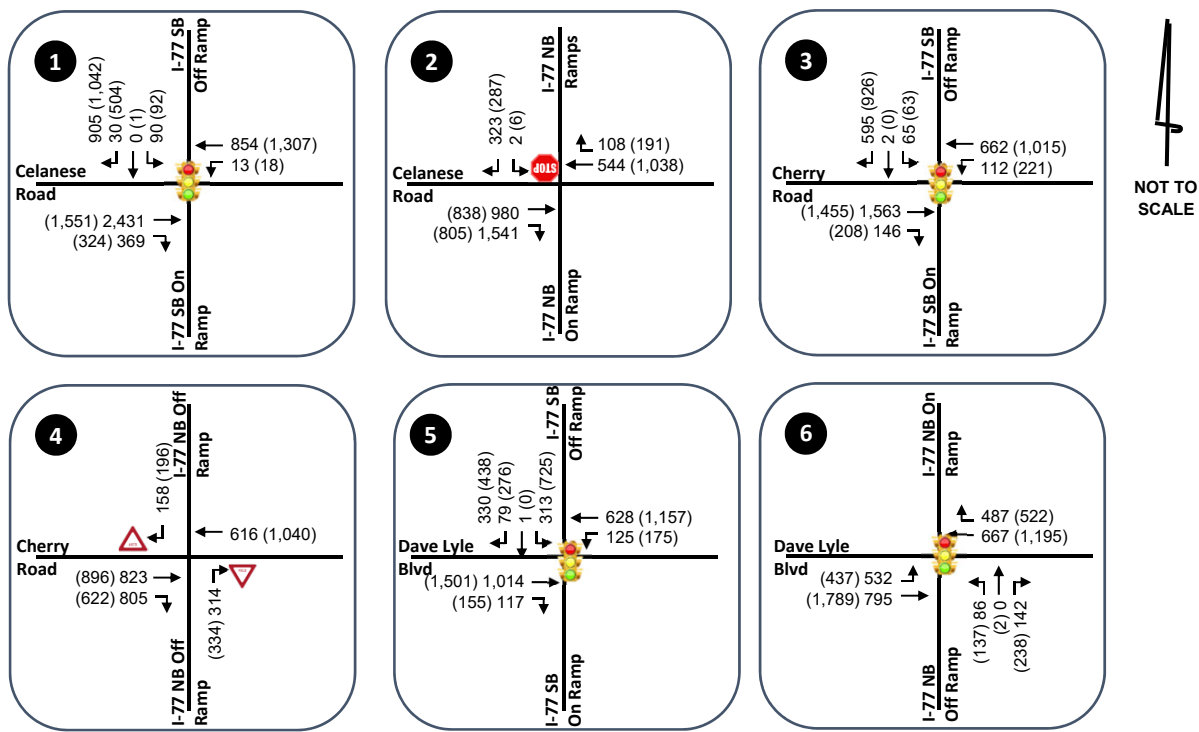 1
I-77 SB
Off Ramp
905 (1,042)
30 (504)
0 (1)
90 (92)
854 (1,307)
13 (18)
Celanese
Road
(1,551) 2,431
(324) 369
I-77 SB On
Ramp
2
I-77 NB
Ramps
323 (287)
2 (6)
STOP
108 (191)
544 (1,038)
Celanese
Road
(838) 980
(805) 1,541
I-77 NB
On Ramp
3
I-77 SB
Off Ramp
595 (926)
2 (0)
65 (63)
662 (1,015)
112 (221)
Cherry
Road
(1,455) 1,563
(208) 146
I-77 SB On
Ramp
NOT TO
SCALE
4
I-77 NB Off
Ramp
158 (196)
616 (1,040)
Cherry
Road
(896) 823
(622) 805
(334) 314
I-77 NB Off
Ramp
5
I-77 SB
Off Ramp
330 (438)
79 (276)
1 (0)
313 (725)
628 (1,157)
125 (175)
Dave Lyle
Blvd
(1,501) 1,014
(155) 117
I-77 SB
On Ramp
6
I-77 NB On
Ramp
487 (522)
667 (1,195)
Dave Lyle
Blvd
(437) 532
(1,789) 795
(137) 86
(2) 0
(238) 142
I-77 NB
Off Ramp